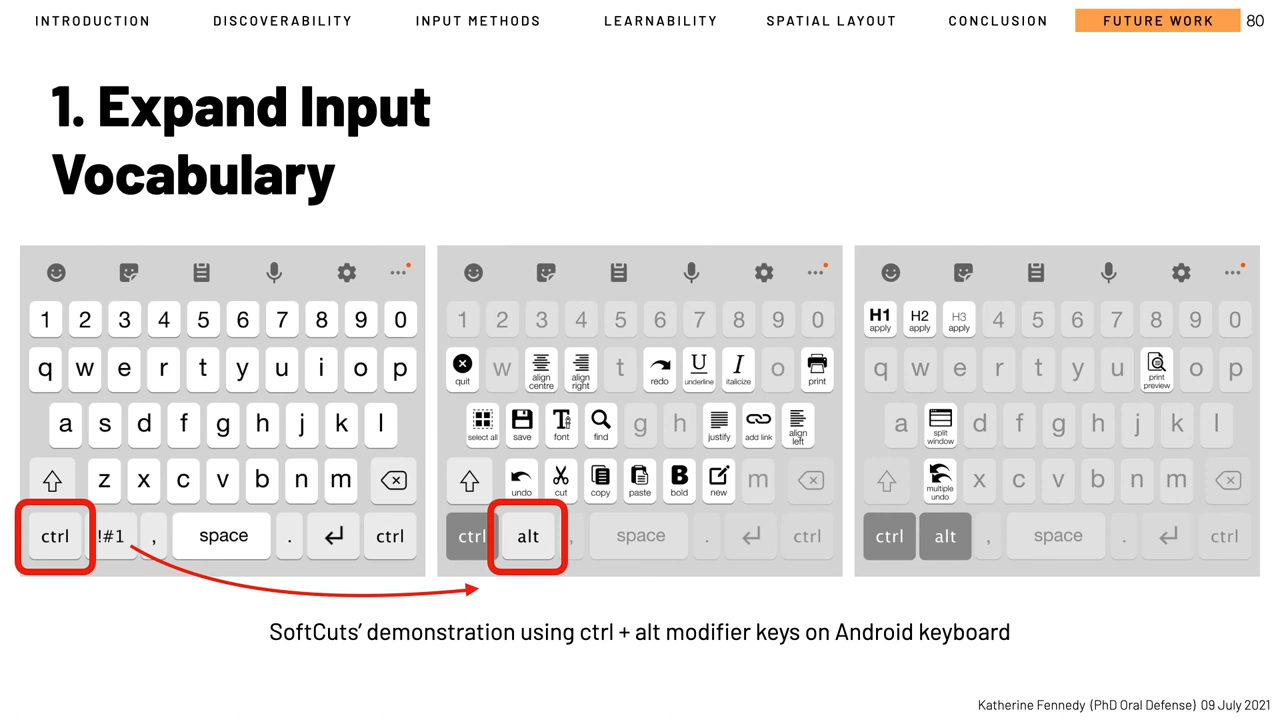 INTRODUCTION DISCOVERABILITY INPUT METHODS LEARNABILITY SPATIAL LAYOUT CONCLUSION FUTURE WORK 80
1. Expand Input
Vocabulary
1 2 3 4 5 6 7 8 9 0
q w e r t y u i o p
a s d f g h j k l
z x c v b n m
ctrl !#1 , space . ctrl
1 2 3 4 5 6 7 8 9 0
quit w align centre align right t redo U underline I italicize o print
select all save font find g h justify add link align left
undo cut copy paste B bold new m
ctrl alt , space . ctrl
H1 apply H2 apply H3 apply 4 5 6 7 8 9 0
q w e r t y u print preview o p
a split window d f g h j k l
multiple undo x c v b n m
ctrl alt , space . ctrl
SoftCuts’ demonstration using ctrl + alt modifier keys on Android keyboard
Katherine Fennedy (PhD Oral Defense) 09 July 2021